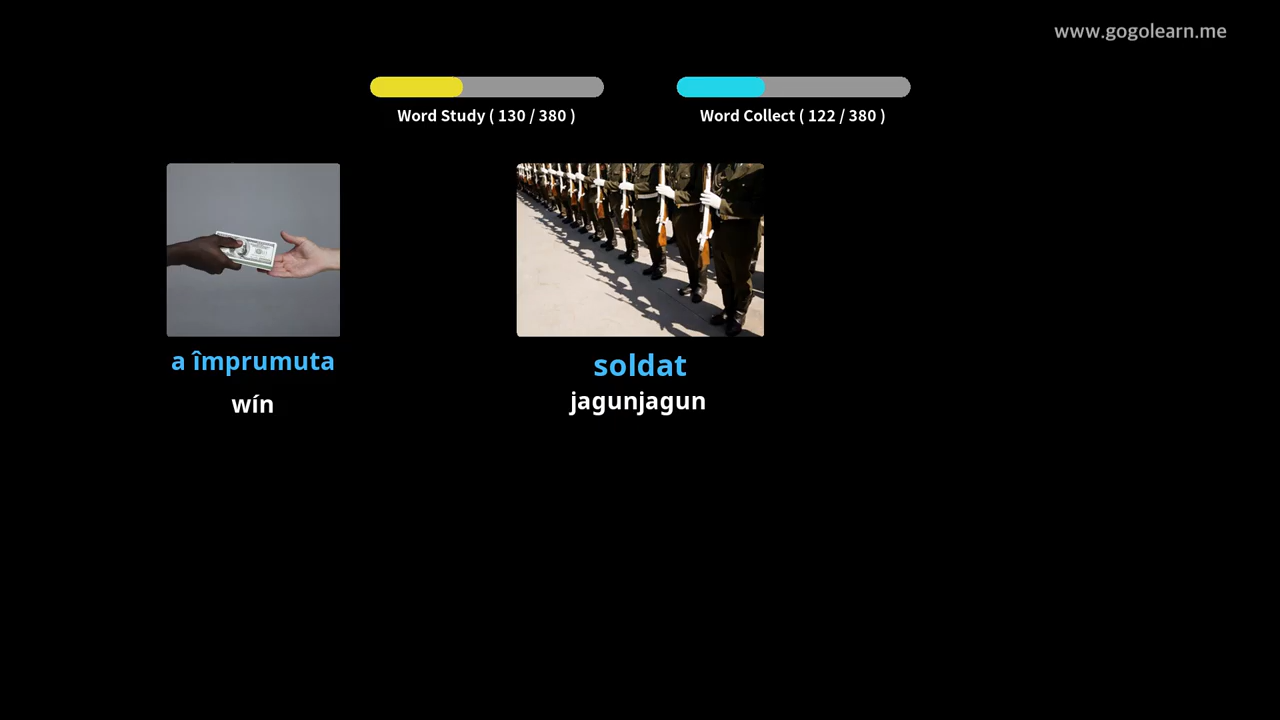 www.gogolearn.me
Word Study ( 130 / 380 )
Word Collect ( 122 / 380 )
a împrumuta
wín
soldat
jagunjagun